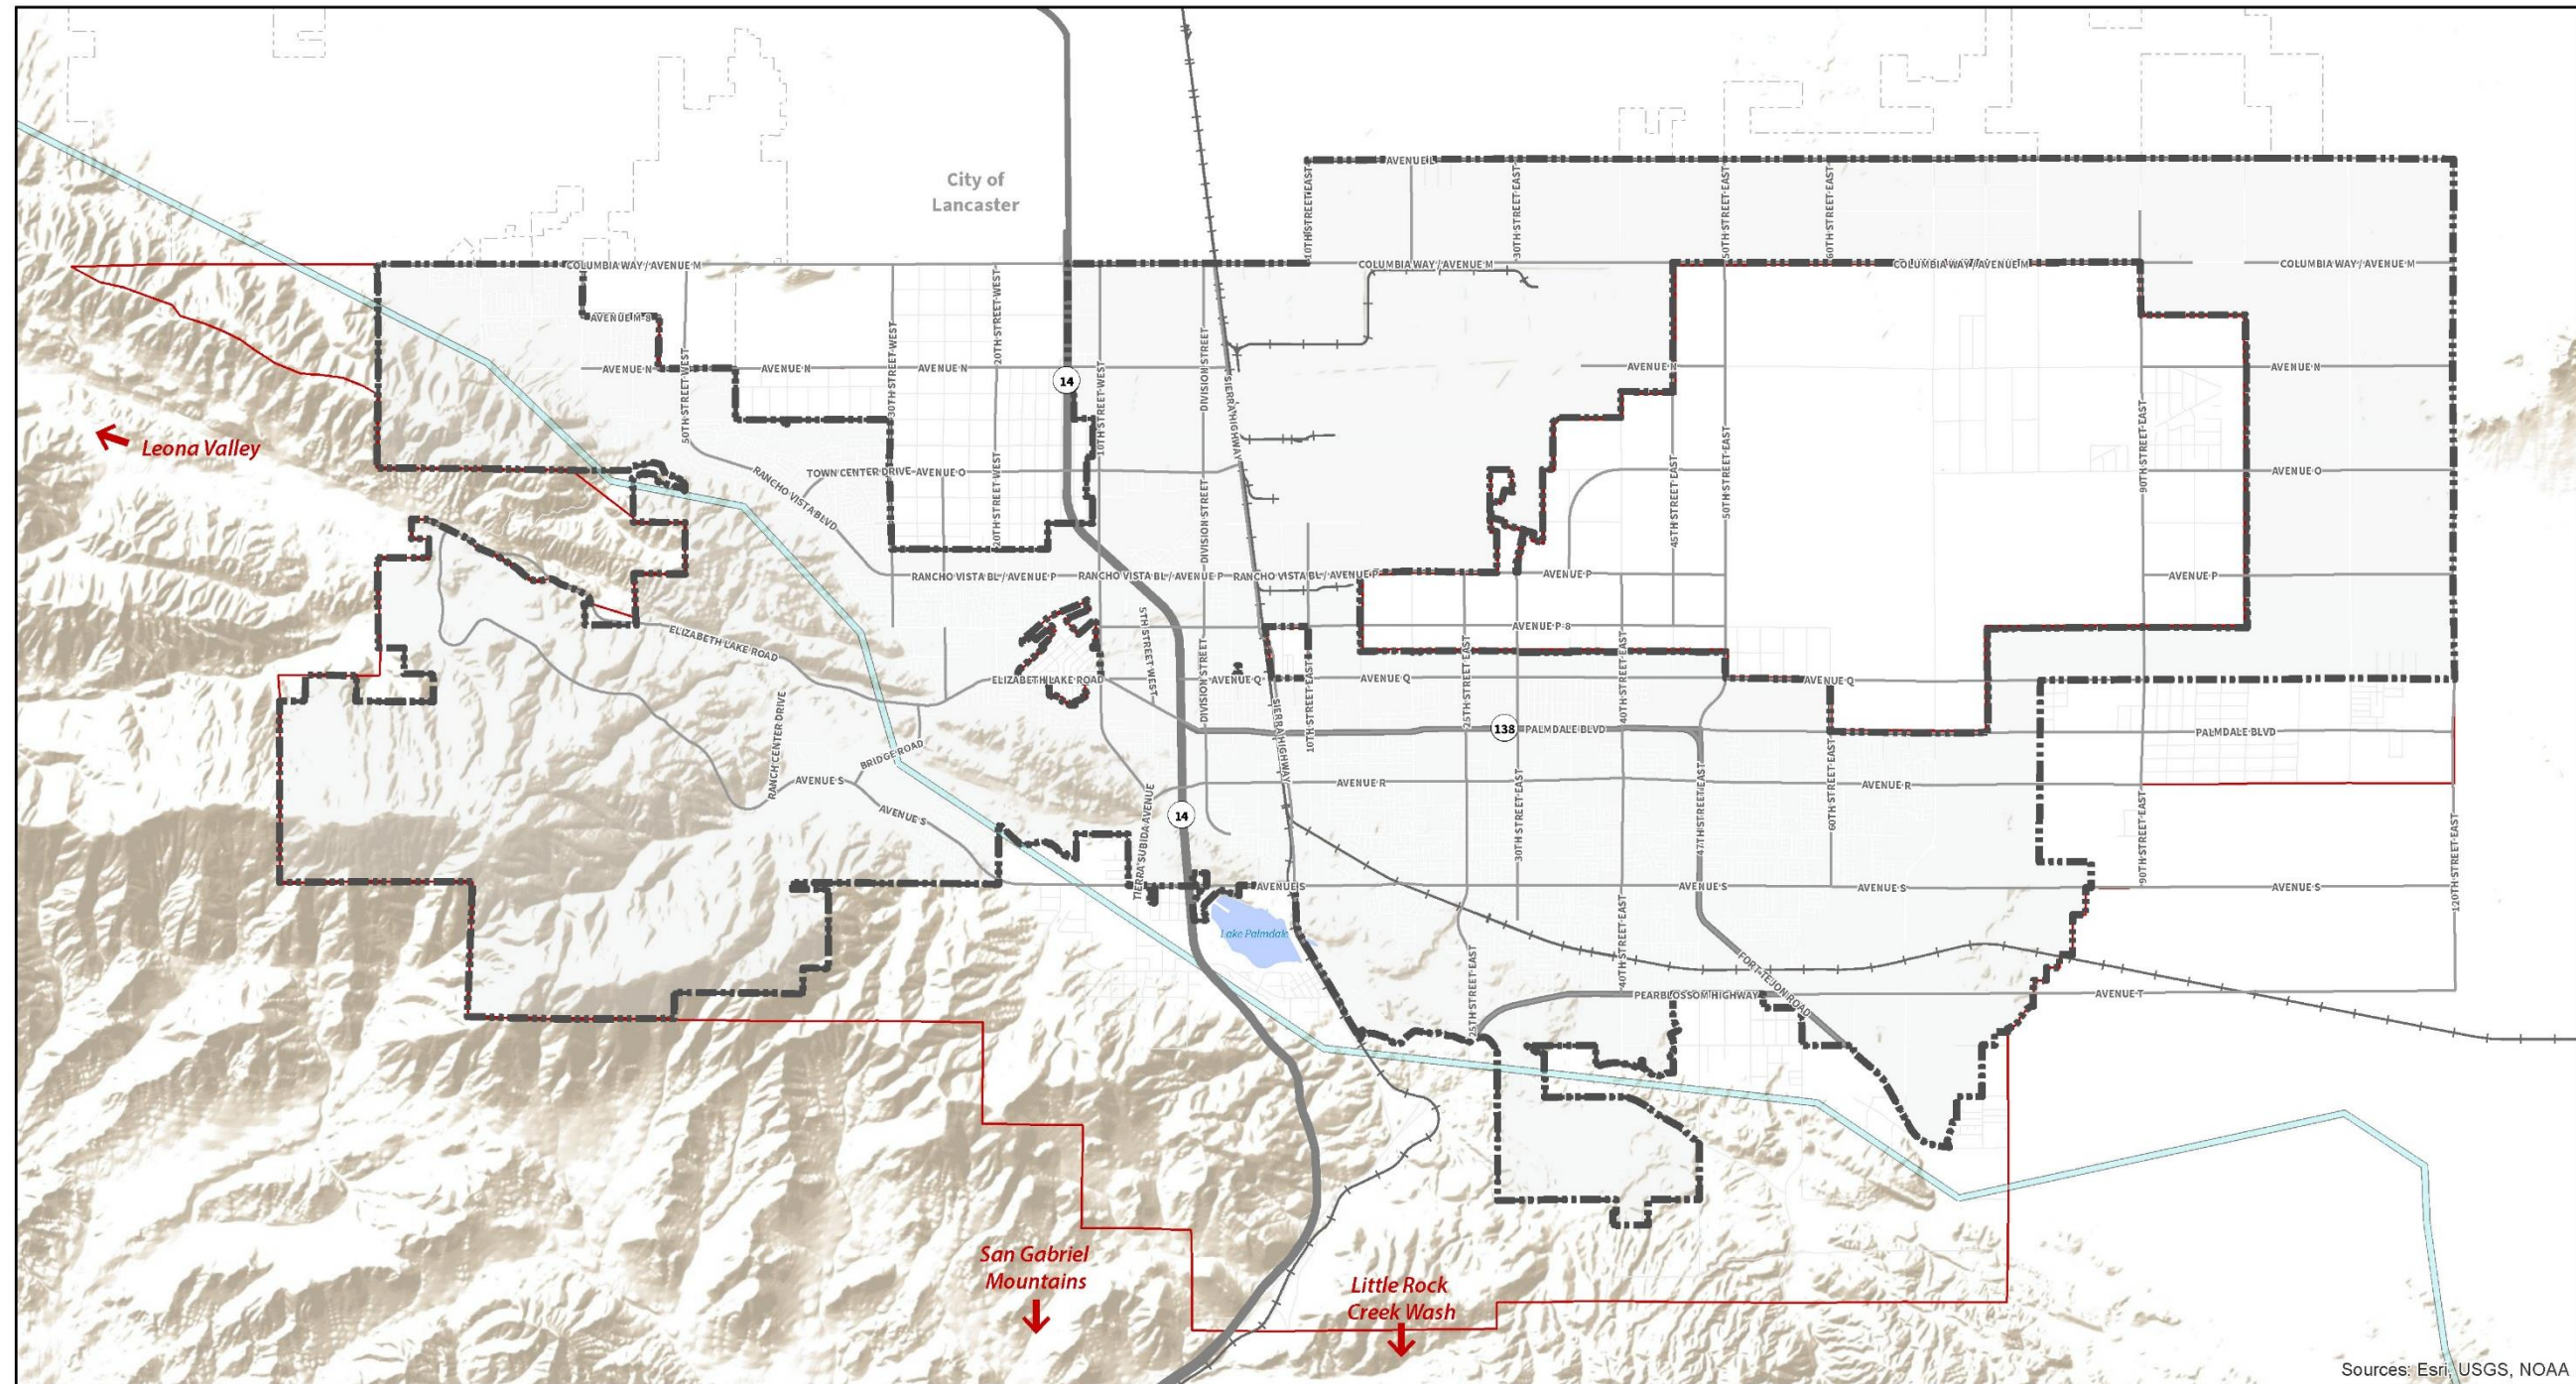 City of
Lancaster
AVENUE L
10TH STREET EAST
30TH STREET EAST
50TH STREET EAST
60TH STREET EAST
COLUMBIA WAY / AVENUE M
COLUMBIA WAY / AVENUE M
COLUMBIA WAY / AVENUE M
COLUMBIA WAY / AVENUE M
AVENUE M-8
50TH STREET WEST
30TH STREET WEST
20TH STREET WEST
10TH STREET WEST
DIVISION STREET
SIERRA HIGHWAY
AVENUE N
AVENUE N
AVENUE N
AVENUE N
AVENUE N
14
Leona Valley
RANCHO VISTA BLVD
TOWN CENTER DRIVE-AVENUE O
20TH STREET WEST
DIVISION STREET
45TH STREET EAST
50TH STREET EAST
90TH STREET EAST
AVENUE O
RANCHO VISTA BL / AVENUE P
RANCHO VISTA BL / AVENUE P
RANCHO VISTA BL / AVENUE P
AVENUE P
AVENUE P
ELIZABETH LAKE ROAD
5TH STREET WEST
AVENUE P-8
25TH STREET EAST
40TH STREET EAST
ELIZABETH LAKE ROAD
DIVISION STREET
AVENUE Q
AVENUE Q
AVENUE Q
10TH STREET EAST
SIERRA HIGHWAY
138
PALMDALE BLVD
PALMDALE BLVD
RANCH CENTER DRIVE
BRIDGE ROAD
AVENUE S
AVENUE S
AVENUE R
AVENUE R
TIERRA SUBIDA AVENUE
14
30TH STREET EAST
47TH STREET EAST
60TH STREET EAST
90TH STREET EAST
120TH STREET EAST
AVENUE S
AVENUE S
AVENUE S
AVENUE S
Lake Palmdale
25TH STREET EAST
40TH STREET EAST
FORT TEJON ROAD
PEARBLOSSOM HIGHWAY
AVENUE T
San Gabriel
Mountains
Little Rock
Creek Wash
Sources: Esri, USGS, NOAA